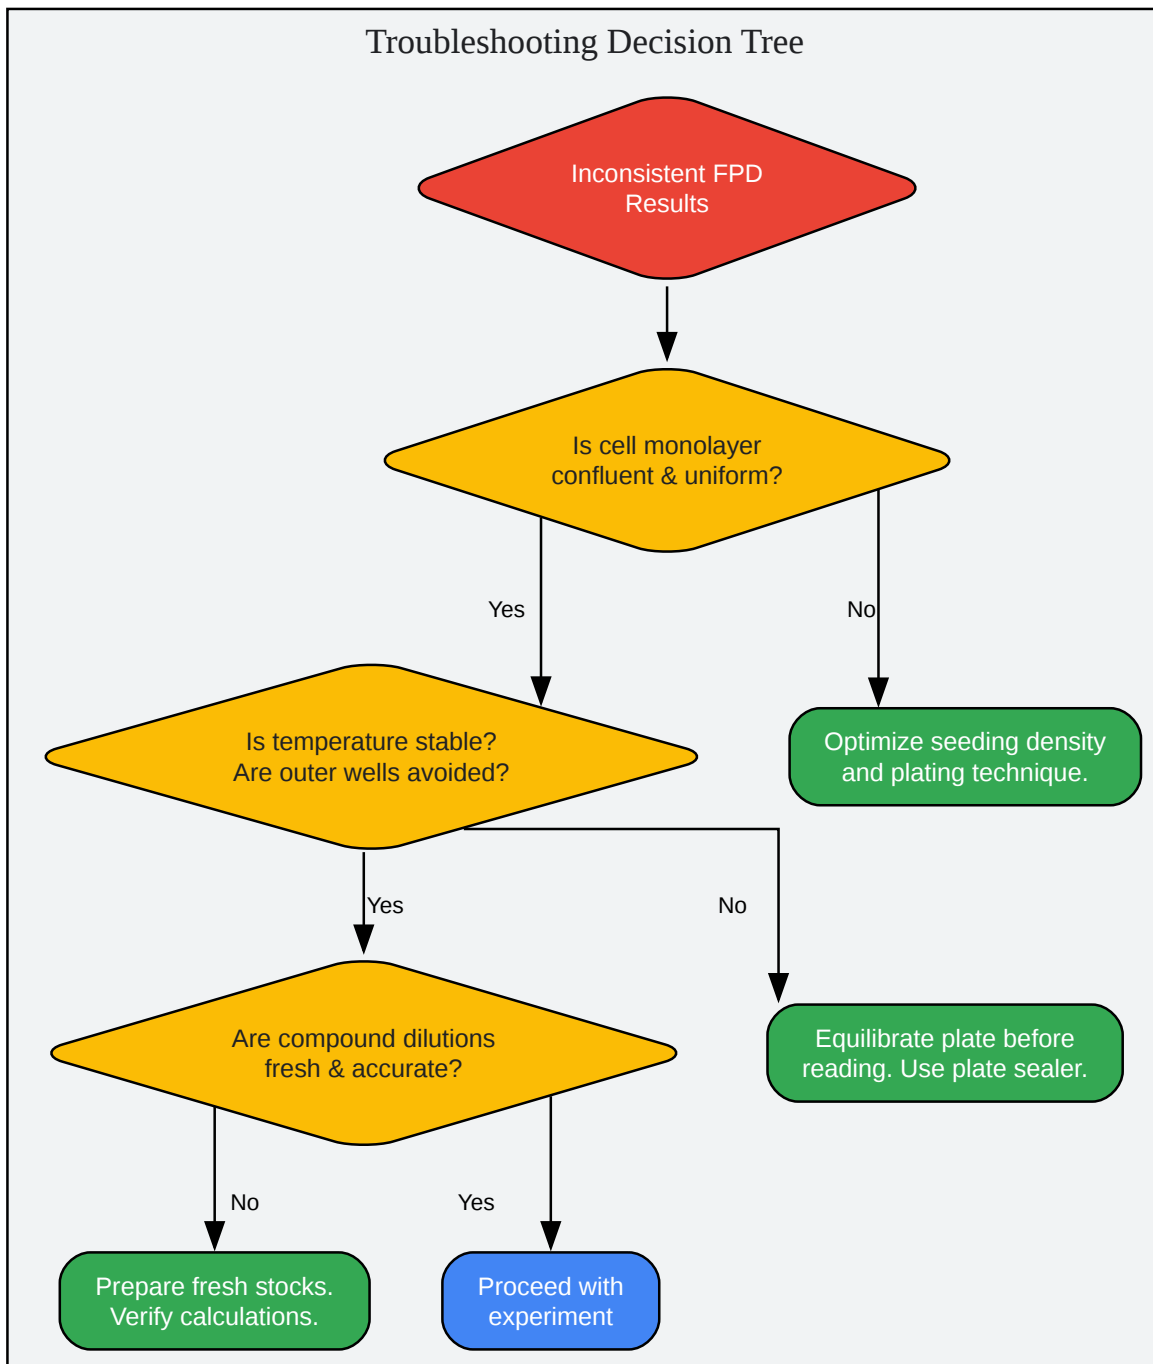 Troubleshooting Decision Tree
Inconsistent FPD
Results
Is cell monolayer
confluent & uniform?
Yes
No
Is temperature stable?
Are outer wells avoided?
Optimize seeding density
and plating technique.
Yes
No
Are compound dilutions
fresh & accurate?
Equilibrate plate before
reading. Use plate sealer.
No
Yes
Prepare fresh stocks.
Verify calculations.
Proceed with
experiment